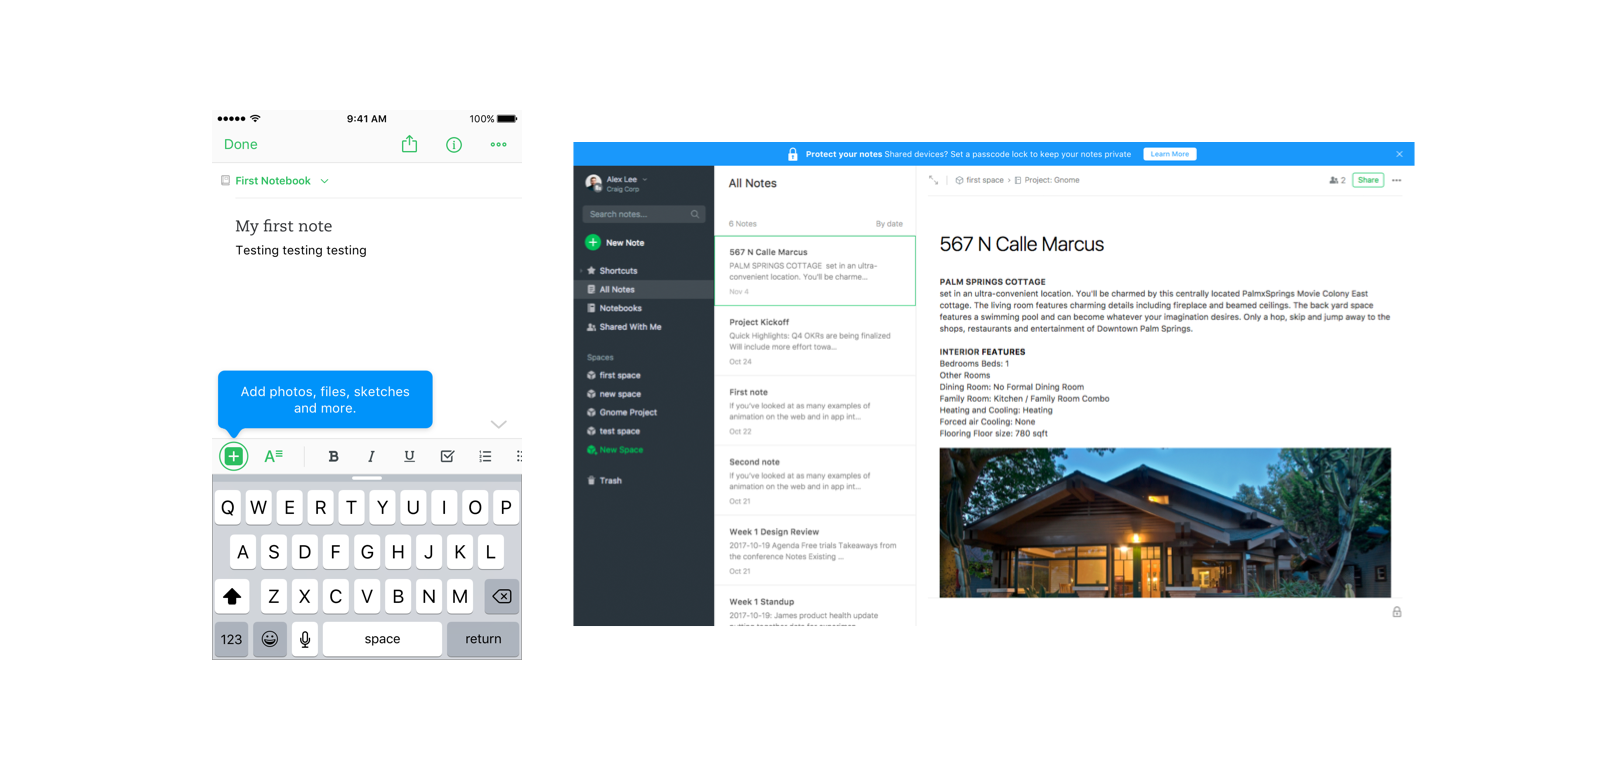 9:41 AM
100%
Done
First Notebook
My first note
Testing testing testing
Add photos, files, sketches
and more.
A B I U
Q W E R T Y U I O P
A S D F G H J K L
Z X C V B N M
123 space return
Protect your notes Shared devices? Set a passcode lock to keep your notes private Learn More
Alex Lee
Craig Corp
Search notes...
New Note
Shortcuts
All Notes
Notebooks
Shared With Me
Spaces
first space
new space
Gnome Project
test space
New Space
Trash
All Notes
6 Notes By date
567 N Calle Marcus
PALM SPRINGS COTTAGE set in an ultra-
convenient location. You'll be charme...
Nov 4
Project Kickoff
Quick Highlights: Q4 OKRs are being finalized
Will include more effort towa...
Oct 24
First note
If you've looked at as many examples of
animation on the web and in app int...
Oct 22
Second note
If you've looked at as many examples of
animation on the web and in app int...
Oct 21
Week 1 Design Review
2017-10-19 Agenda Free trials Takeaways from
the conference Notes Existing ...
Oct 21
Week 1 Standup
2017-10-19: James product health update
first space › Project: Gnome
2 Share
567 N Calle Marcus
PALM SPRINGS COTTAGE
set in an ultra-convenient location. You'll be charmed by this centrally located PalmxSprings Movie Colony East
cottage. The living room features charming details including fireplace and beamed ceilings. The back yard space
features a swimming pool and can become whatever your imagination desires. Only a hop, skip and jump away to the
shops, restaurants and entertainment of Downtown Palm Springs.
INTERIOR FEATURES
Bedrooms Beds: 1
Other Rooms
Dining Room: No Formal Dining Room
Family Room: Kitchen / Family Room Combo
Heating and Cooling: Heating
Forced air Cooling: None
Flooring Floor size: 780 sqft